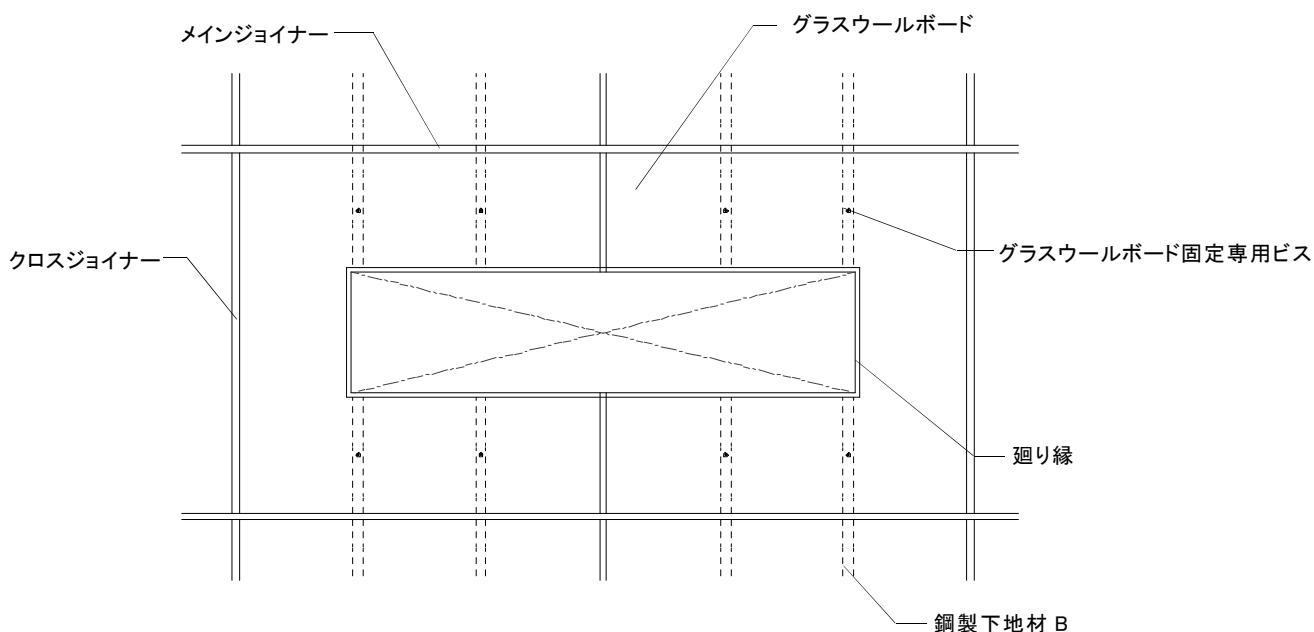 グラスウールボード
メインジョイナー
グラスウールボード固定専用ビス
クロスジョイナー
廻り縁
鋼製下地材 B